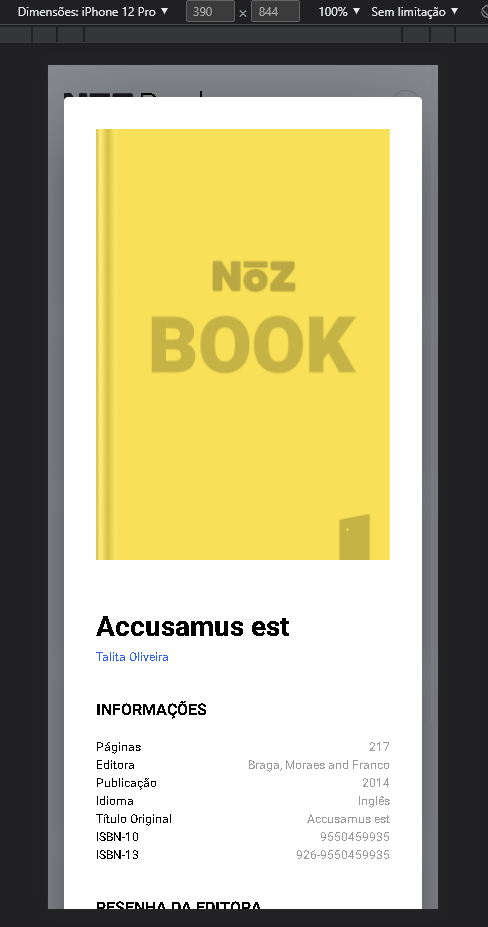 Dimensões: iPhone 12 Pro ▼ 390 × 844 100% ▼ Sem limitação ▼
NŌZ
BOOK
Accusamus est
Talita Oliveira
INFORMAÇÕES
Páginas 217
Editora Braga, Moraes and Franco
Publicação 2014
Idioma Inglês
Título Original Accusamus est
ISBN-10 9550459935
ISBN-13 926-9550459935
RESENHA DA EDITORA